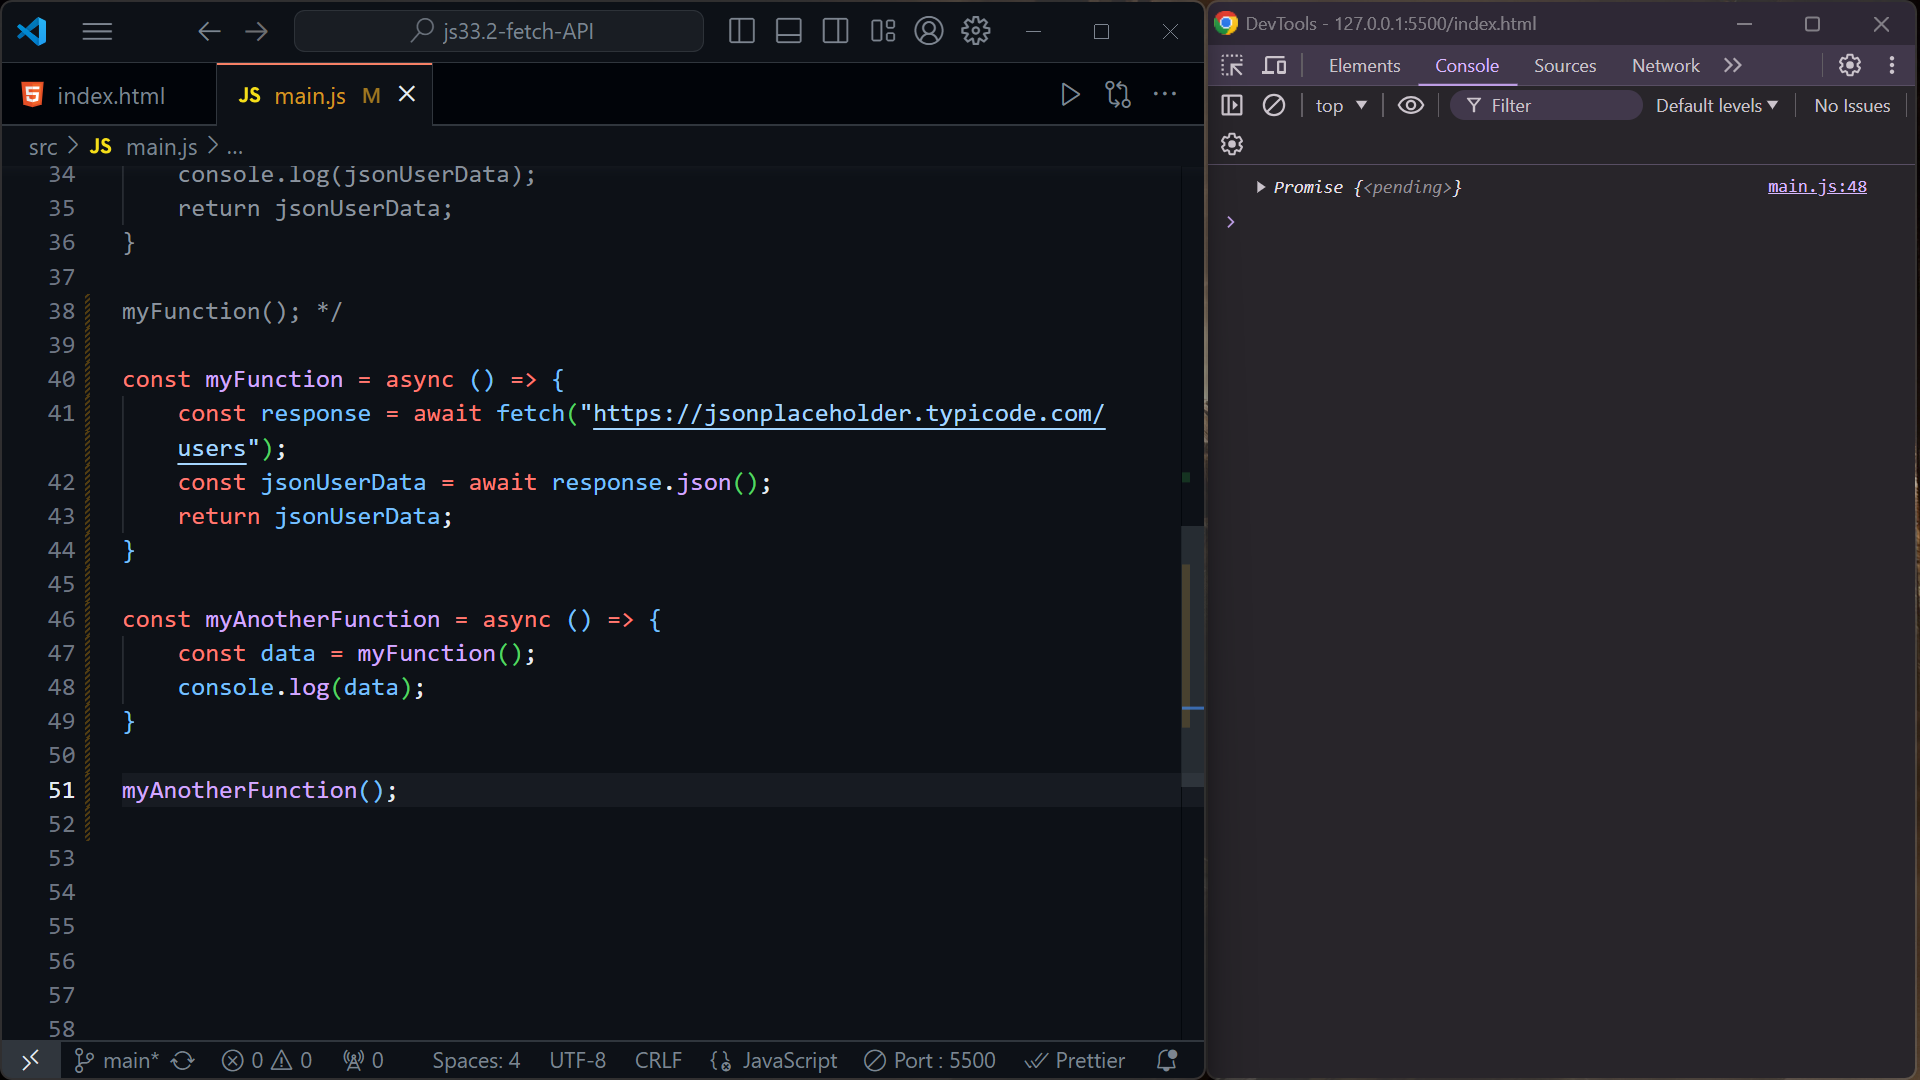 js33.2-fetch-API
index.html
JS main.js M
src > JS main.js > ...
34 console.log(jsonUserData);
35 return jsonUserData;
36 }
37
38 myFunction(); */
39
40 const myFunction = async () => {
41 const response = await fetch("https://jsonplaceholder.typicode.com/
users");
42 const jsonUserData = await response.json();
43 return jsonUserData;
44 }
45
46 const myAnotherFunction = async () => {
47 const data = myFunction();
48 console.log(data);
49 }
50
51 myAnotherFunction();
52
53
54
55
56
57
58
main* 0 0 0 Spaces: 4 UTF-8 CRLF JavaScript Port : 5500 Prettier
DevTools - 127.0.0.1:5500/index.html
Elements Console Sources Network
top Filter Default levels No Issues
Promise {<pending>} main.js:48